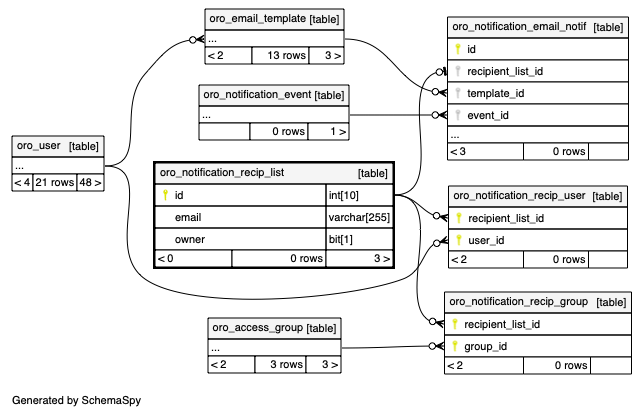 oro_email_template [table]
...
< 2 13 rows 3 >
oro_notification_email_notif [table]
id
recipient_list_id
template_id
event_id
...
< 3 0 rows
oro_notification_event [table]
...
0 rows 1 >
oro_user [table]
...
< 4 21 rows 48 >
oro_notification_recip_list [table]
id int[10]
email varchar[255]
owner bit[1]
< 0 0 rows 3 >
oro_notification_recip_user [table]
recipient_list_id
user_id
< 2 0 rows
oro_notification_recip_group [table]
recipient_list_id
group_id
< 2 0 rows
oro_access_group [table]
...
< 2 3 rows 3 >
Generated by SchemaSpy